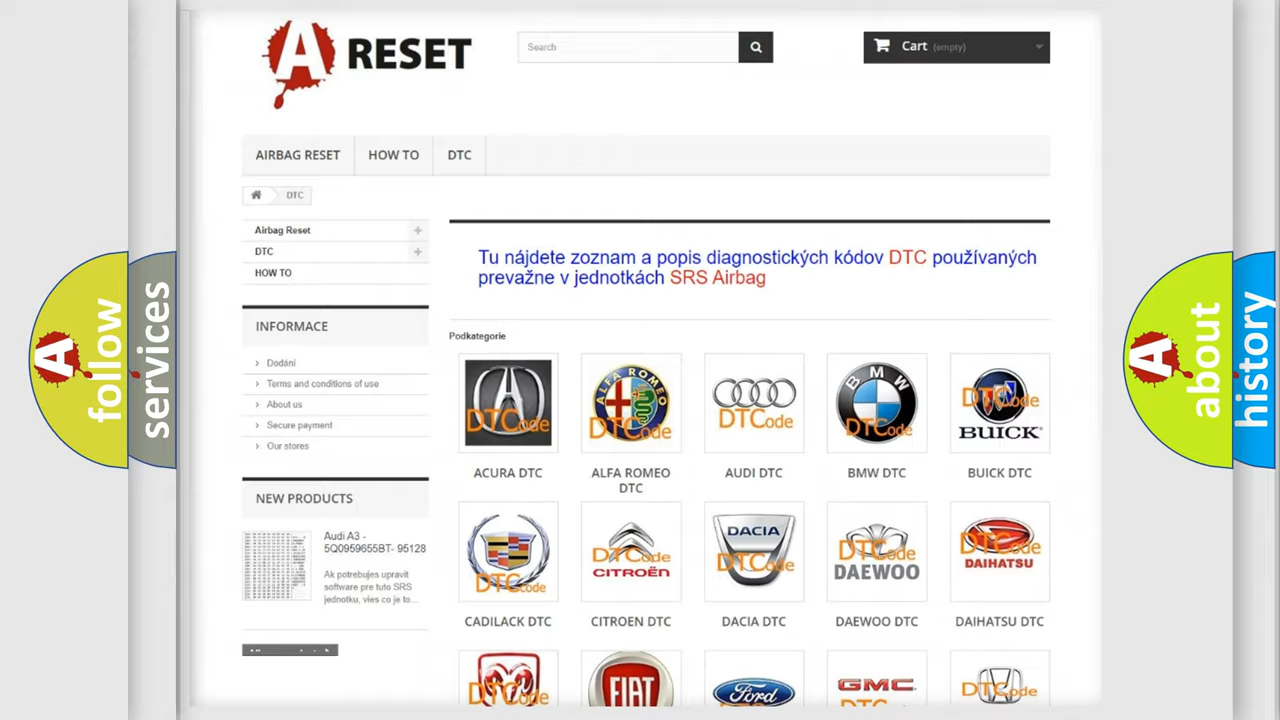 A RESET
Search
Cart (empty)
AIRBAG RESET
HOW TO
DTC
DTC
Airbag Reset
DTC
HOW TO
INFORMACE
Dodání
Terms and conditions of use
About us
Secure payment
Our stores
NEW PRODUCTS
Audi A3 -
5Q0959655BT- 95128
Ak potrebujes upravit
software pre tuto SRS
jednotku, vies co je to...
Tu nájdete zoznam a popis diagnostických kódov DTC používaných
prevažne v jednotkách SRS Airbag
Podkategorie
DTCode
ALFA ROMEO
DTCode
DTCode
BMW
DTCode
DTCode
BUICK
ACURA DTC
ALFA ROMEO
DTC
AUDI DTC
BMW DTC
BUICK DTC
DTCode
DTCode
CITROËN
DACIA
DTCode
DTCode
DAEWOO
DTCode
DAIHATSU
CADILACK DTC
CITROEN DTC
DACIA DTC
DAEWOO DTC
DAIHATSU DTC
DTCode
FIAT
Ford
GMC
DTCode
A follow
services
A about
history